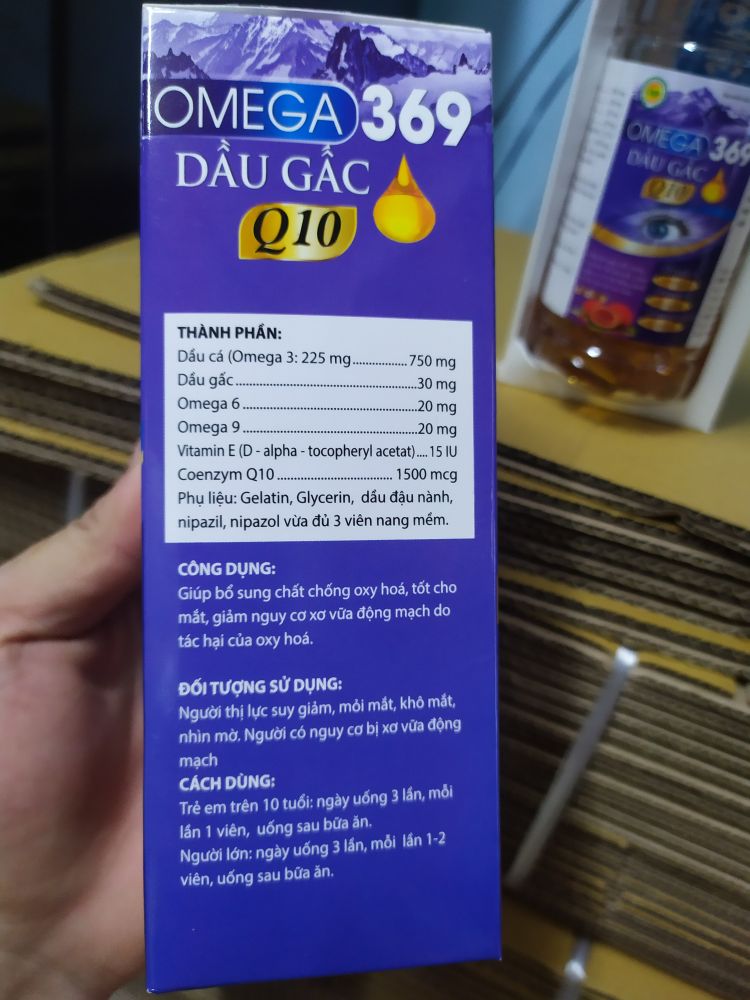 OMEGA 369
DẦU GẤC
Q10
THÀNH PHẦN:
Dầu cá (Omega 3: 225 mg.................750 mg
Dầu gấc.........................................30 mg
Omega 6.......................................20 mg
Omega 9.......................................20 mg
Vitamin E (D - alpha - tocopheryl acetat)....15 IU
Coenzym Q10............................ 1500 mcg
Phụ liệu: Gelatin, Glycerin, dầu đậu nành,
nipazil, nipazol vừa đủ 3 viên nang mềm.
CÔNG DỤNG:
Giúp bổ sung chất chống oxy hoá, tốt cho
mắt, giảm nguy cơ xơ vữa động mạch do
tác hại của oxy hoá.
ĐỐI TƯỢNG SỬ DỤNG:
Người thị lực suy giảm, mỏi mắt, khô mắt,
nhìn mờ. Người có nguy cơ bị xơ vữa động
mạch
CÁCH DÙNG:
Trẻ em trên 10 tuổi: ngày uống 3 lần, mỗi
lần 1 viên, uống sau bữa ăn.
Người lớn: ngày uống 3 lần, mỗi lần 1-2
viên, uống sau bữa ăn.
OMEGA 369
DẦU GẤC
Q10